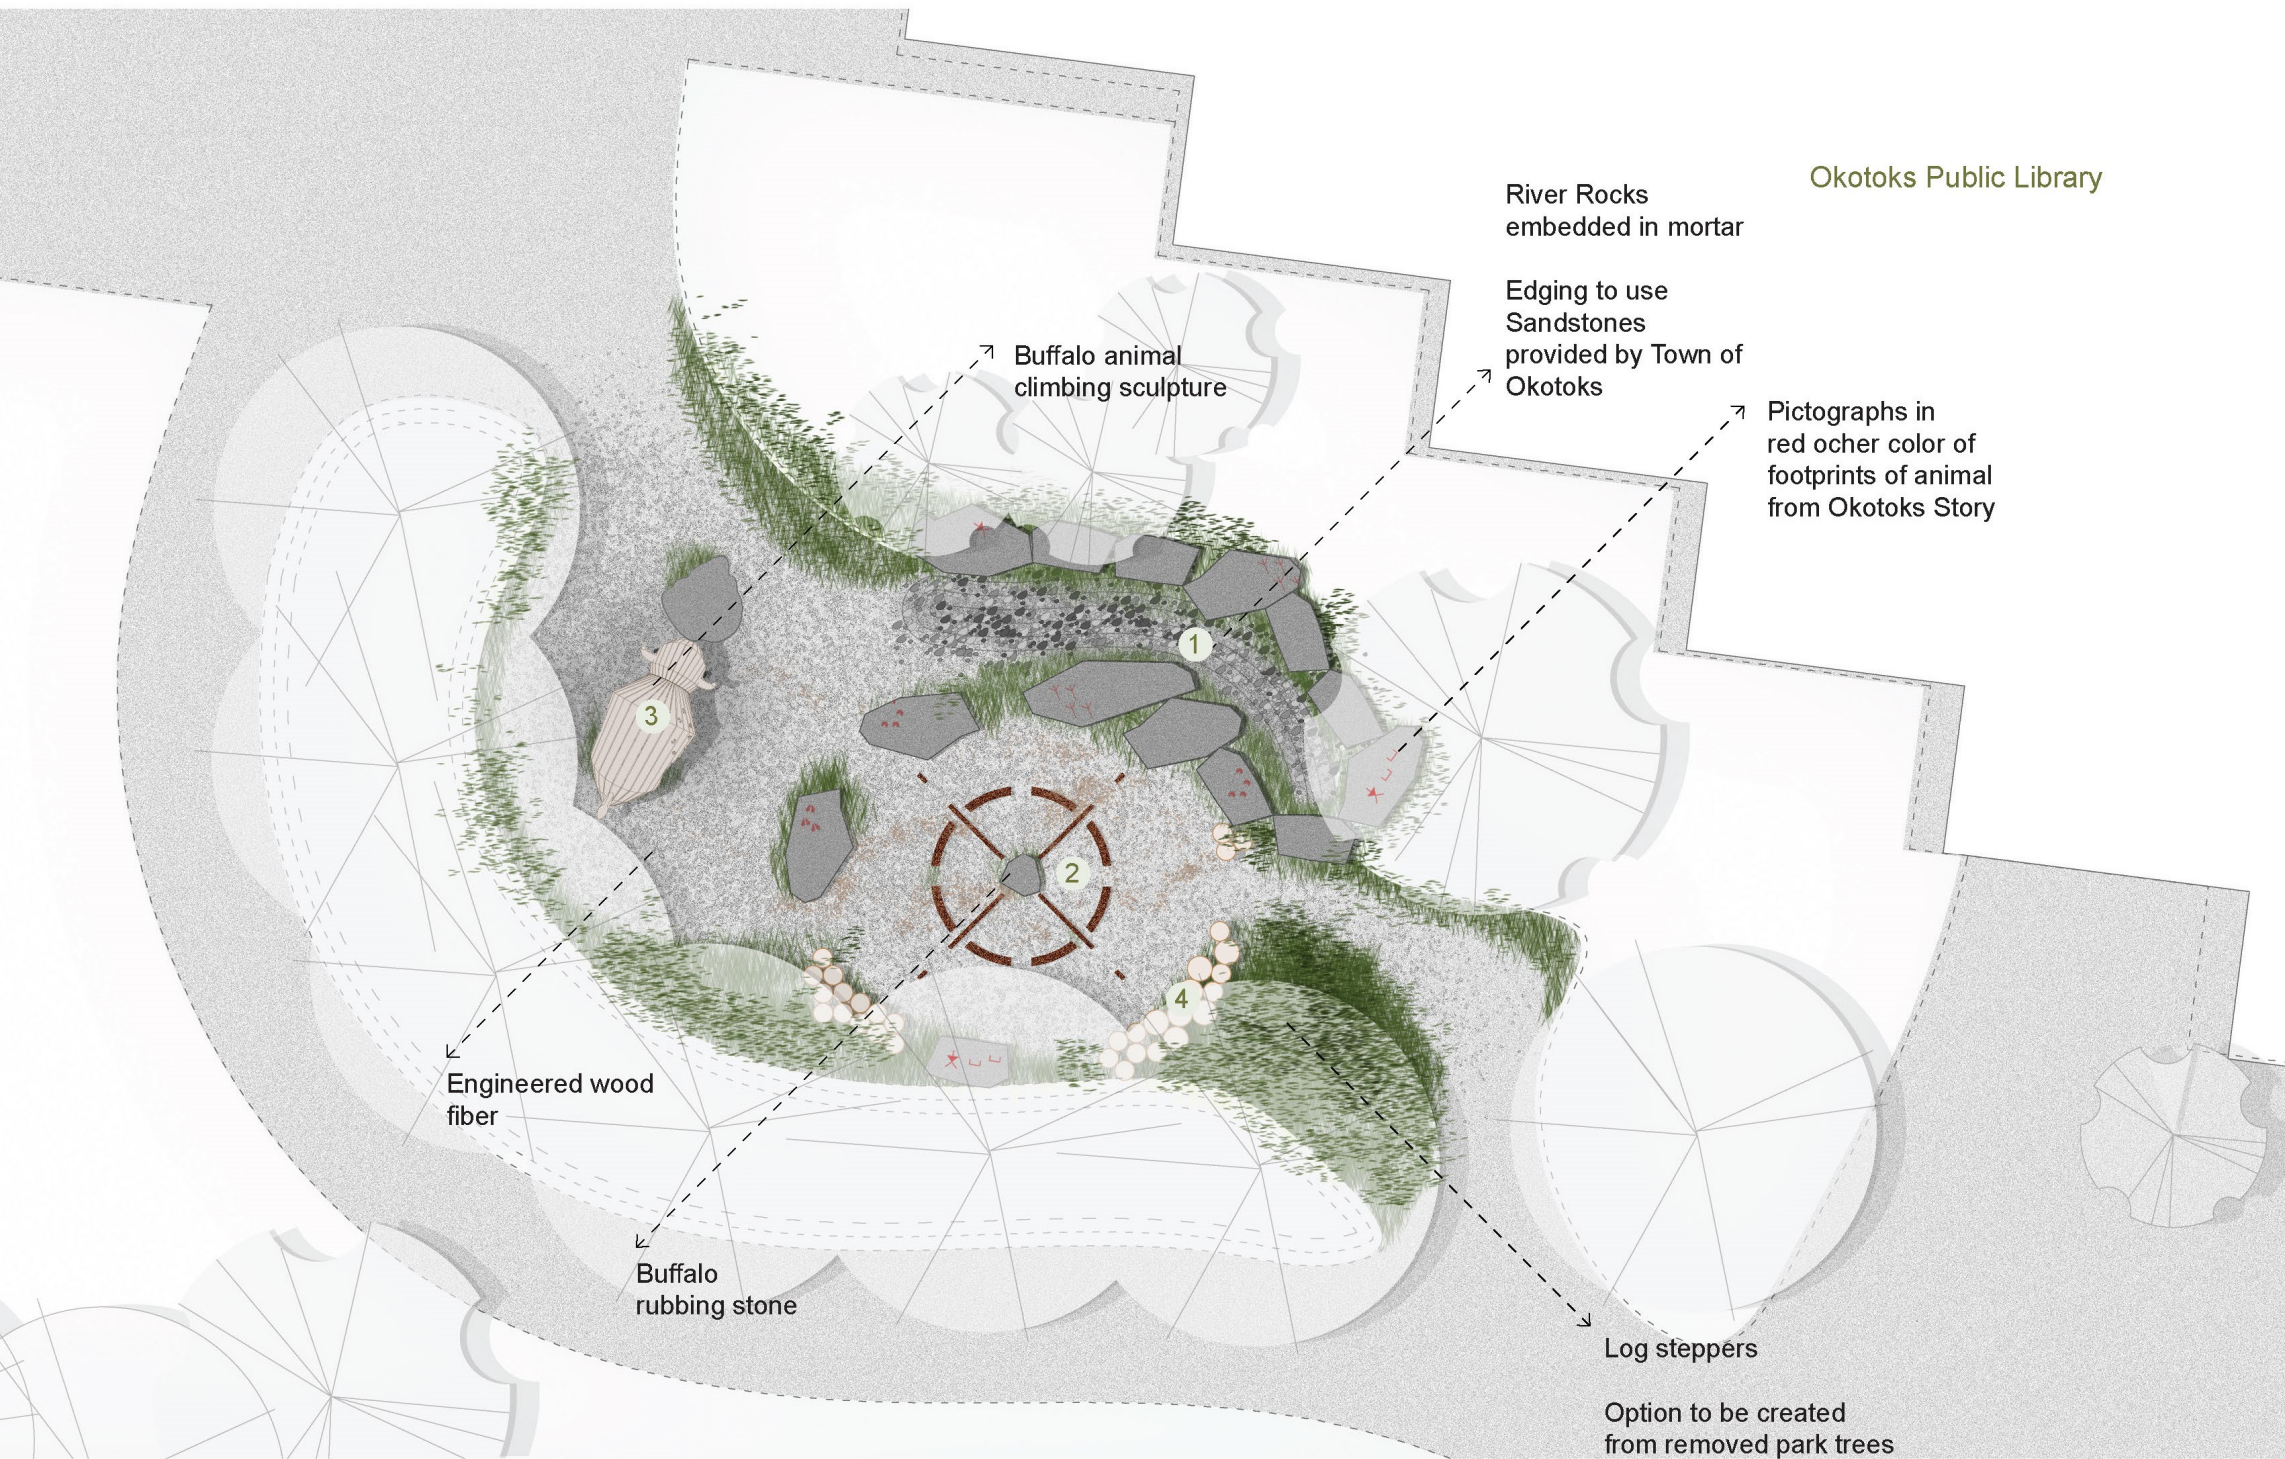 Okotoks Public Library
River Rocks
embedded in mortar
Edging to use
Sandstones
provided by Town of
Okotoks
Buffalo animal
climbing sculpture
Pictographs in
red ocher color of
footprints of animal
from Okotoks Story
1
3
2
4
Engineered wood
fiber
Buffalo
rubbing stone
Log steppers
Option to be created
from removed park trees